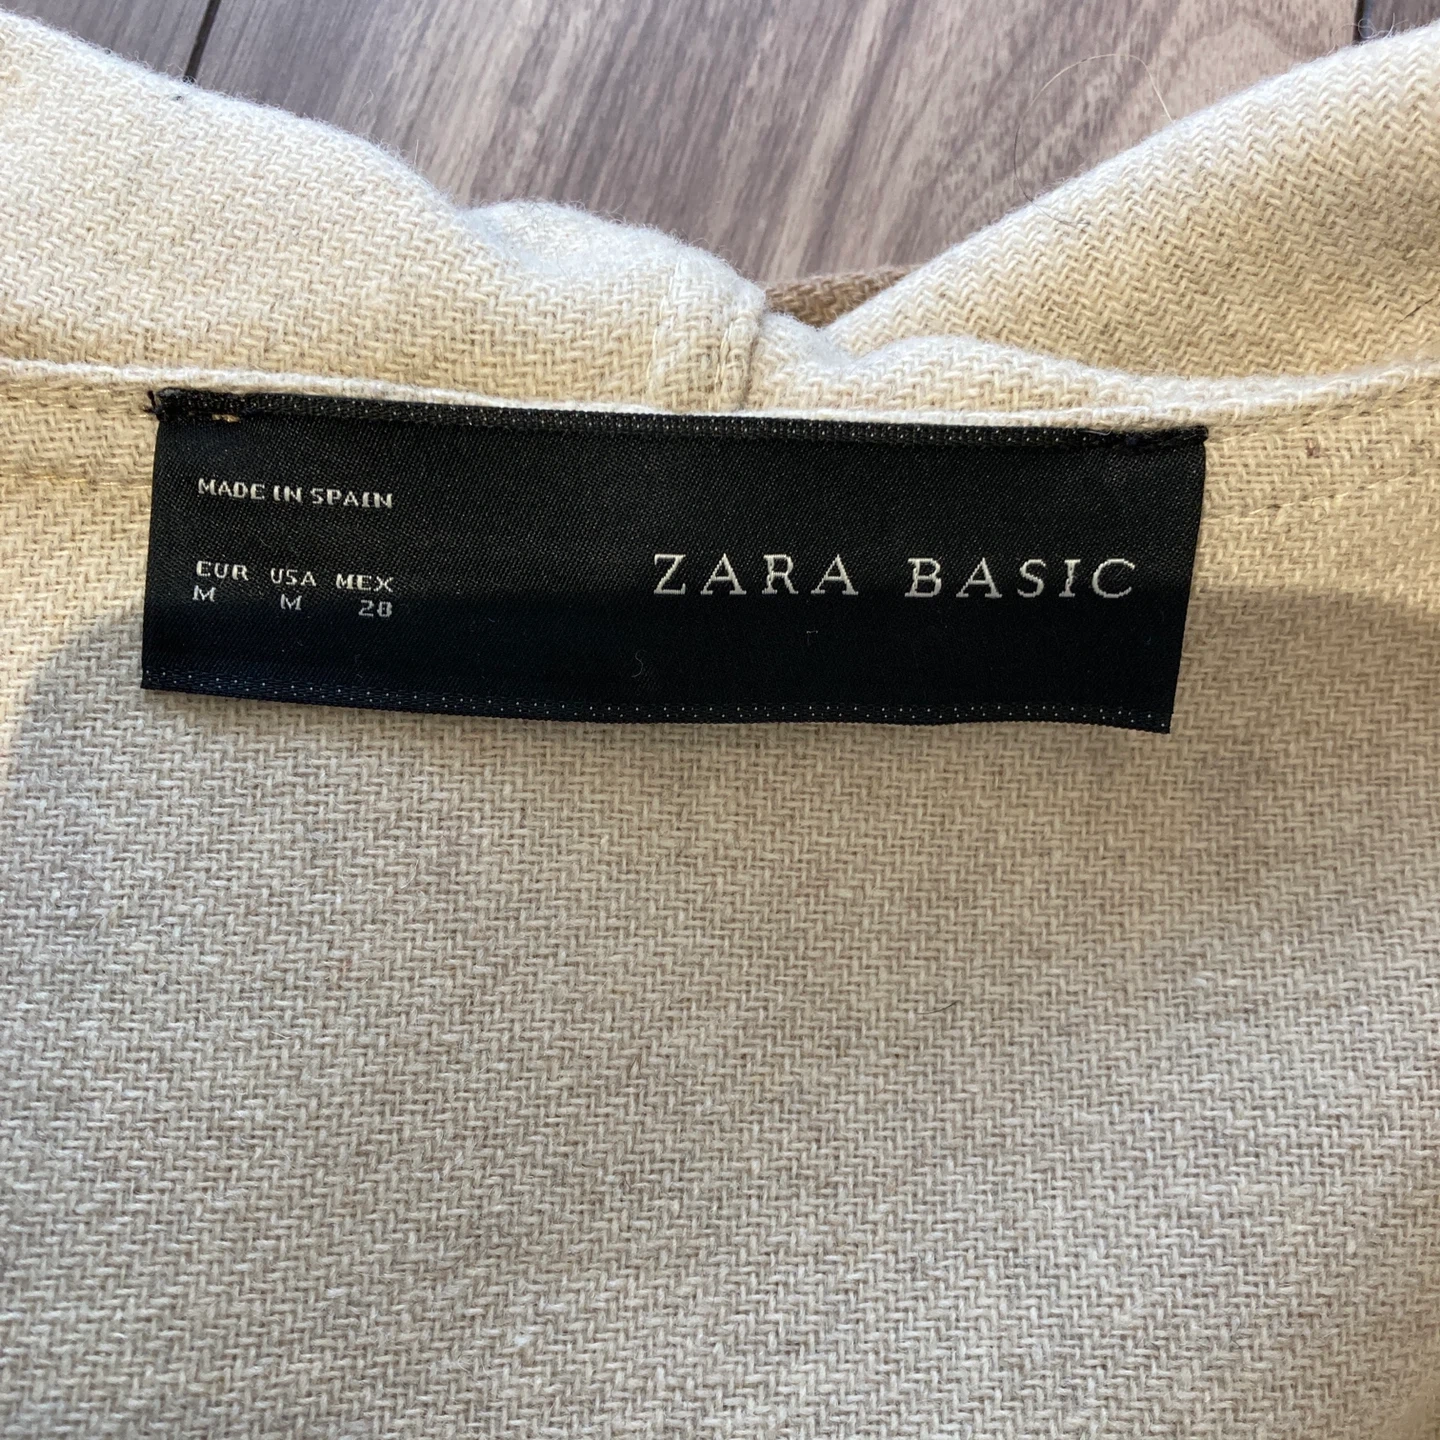 MADE IN SPAIN
ZARA BASIC
EUR USA MEX
M M 28